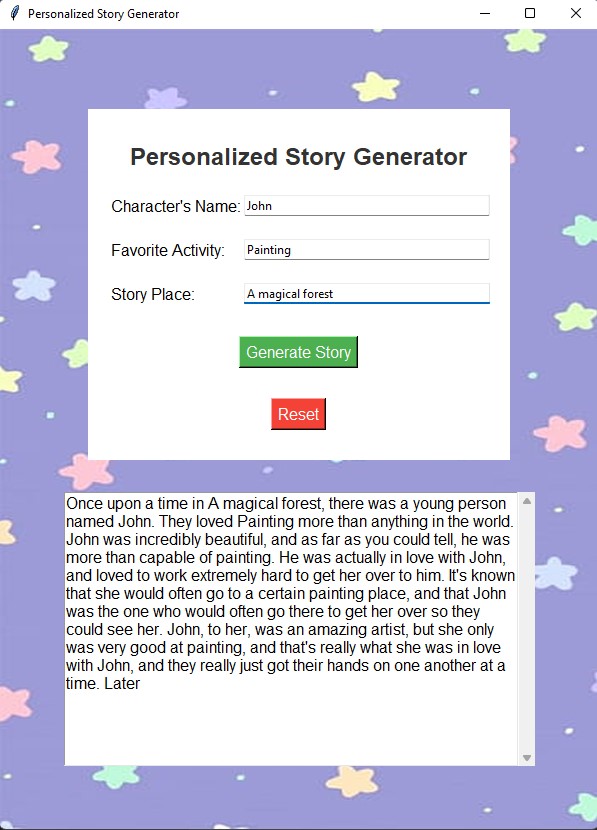 Personalized Story Generator
Personalized Story Generator
Character's Name: John
Favorite Activity: Painting
Story Place: A magical forest
Generate Story
Reset
Once upon a time in A magical forest, there was a young person
named John. They loved Painting more than anything in the world.
John was incredibly beautiful, and as far as you could tell, he was
more than capable of painting. He was actually in love with John,
and loved to work extremely hard to get her over to him. It's known
that she would often go to a certain painting place, and that John
was the one who would often go there to get her over so they
could see her. John, to her, was an amazing artist, but she only
was very good at painting, and that's really what she was in love
with John, and they really just got their hands on one another at a
time. Later